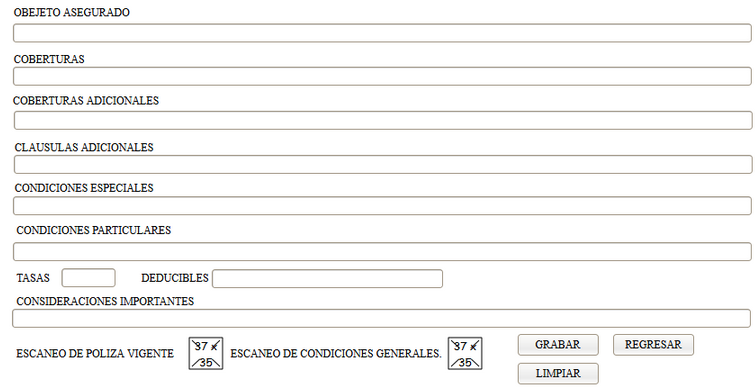 OBEJETO ASEGURADO
COBERTURAS
COBERTURAS ADICIONALES
CLAUSULAS ADICIONALES
CONDICIONES ESPECIALES
CONDICIONES PARTICULARES
TASAS DEDUCIBLES
CONSIDERACIONES IMPORTANTES
ESCANEO DE POLIZA VIGENTE 37 x 35 ESCANEO DE CONDICIONES GENERALES. 37 x 35 GRABAR REGRESAR
LIMPIAR